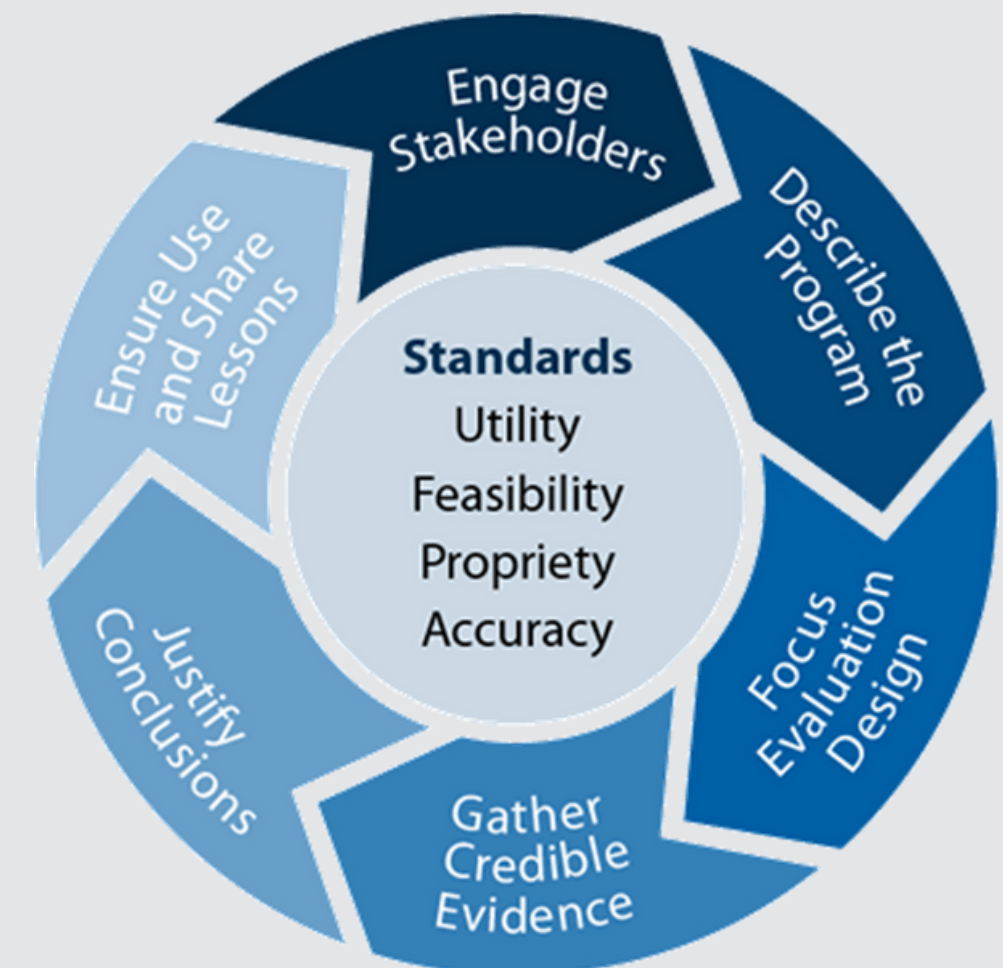 Engage
Stakeholders
Describe the
Program
Focus
Evaluation
Design
Gather
Credible
Evidence
Justify
Conclusions
Ensure Use
and Share
Lessons
Standards
Utility
Feasibility
Propriety
Accuracy